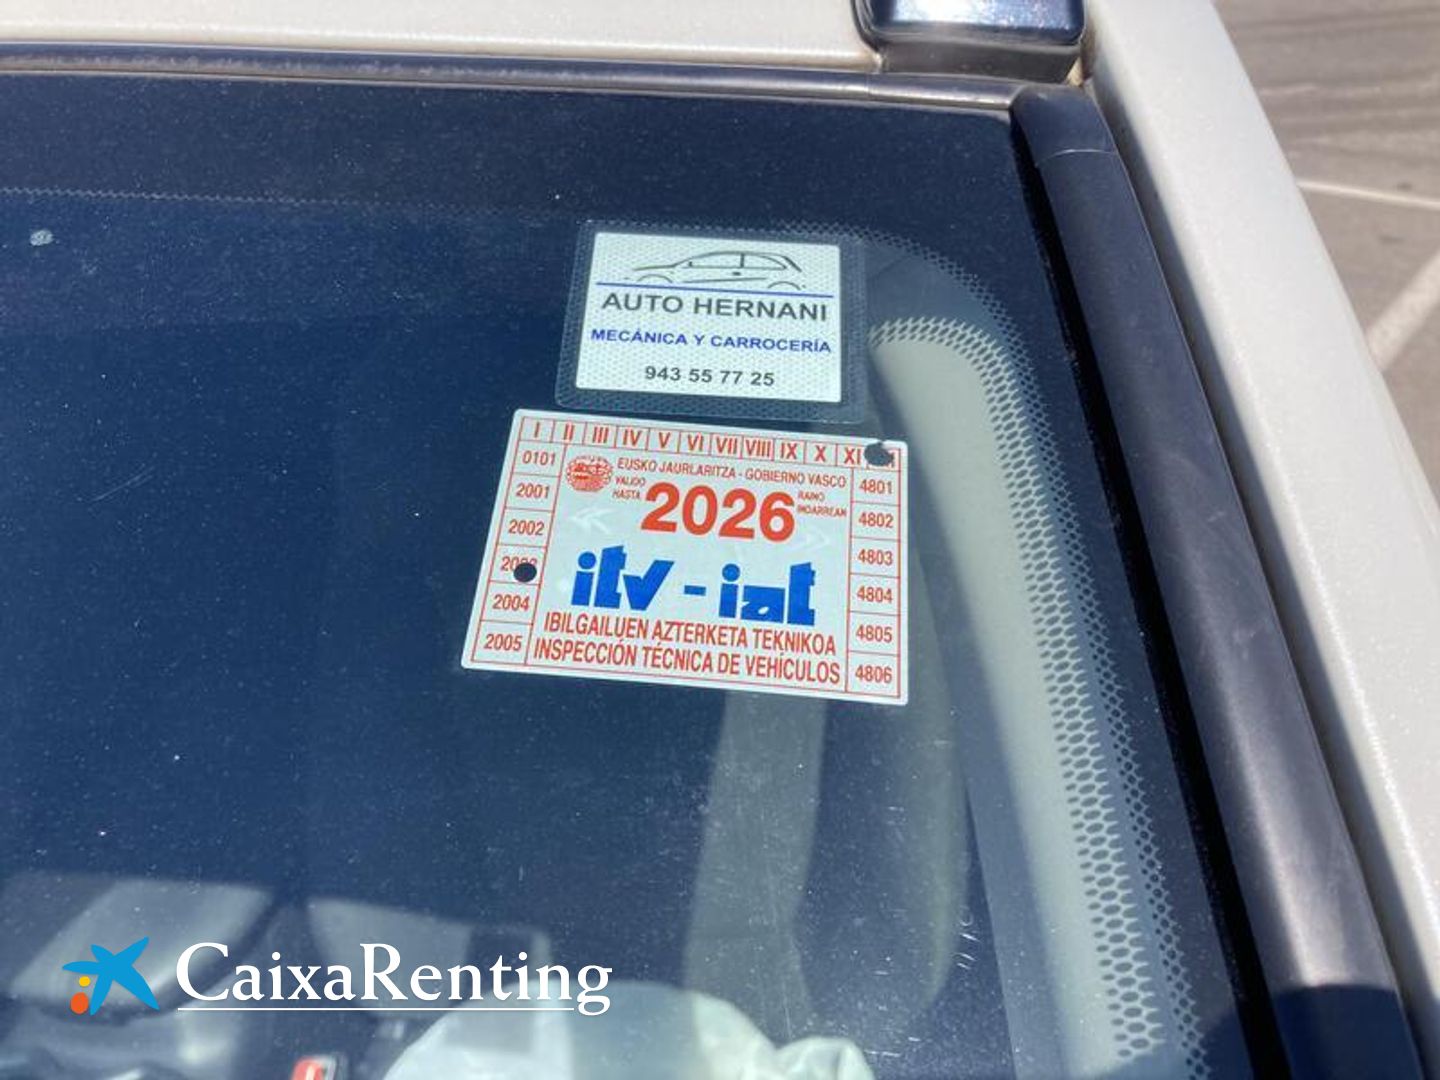 AUTO HERNANI
MECÁNICA Y CARROCERÍA
943 55 77 25
I II III IV V VI VII VIII IX X XI
0101
2001
2002
2004
2005
EUSKO JAURLARITZA - GOBIERNO VASCO
VALIDO HASTA
2026
RAINO INDARREAN
itv - iat
IBILGAILUEN AZTERKETA TEKNIKOA
INSPECCIÓN TÉCNICA DE VEHÍCULOS
4801
4802
4803
4804
4805
4806
CaixaRenting